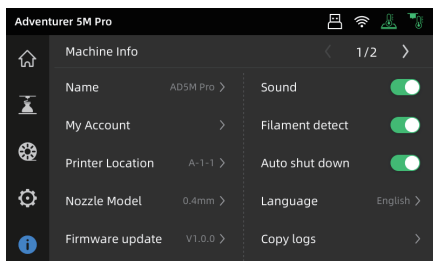 Adventurer 5M Pro
Machine Info
1/2
Name AD5M Pro
Sound
My Account
Filament detect
Printer Location A-1-1
Auto shut down
Nozzle Model 0.4mm
Language English
Firmware update V1.0.0
Copy logs